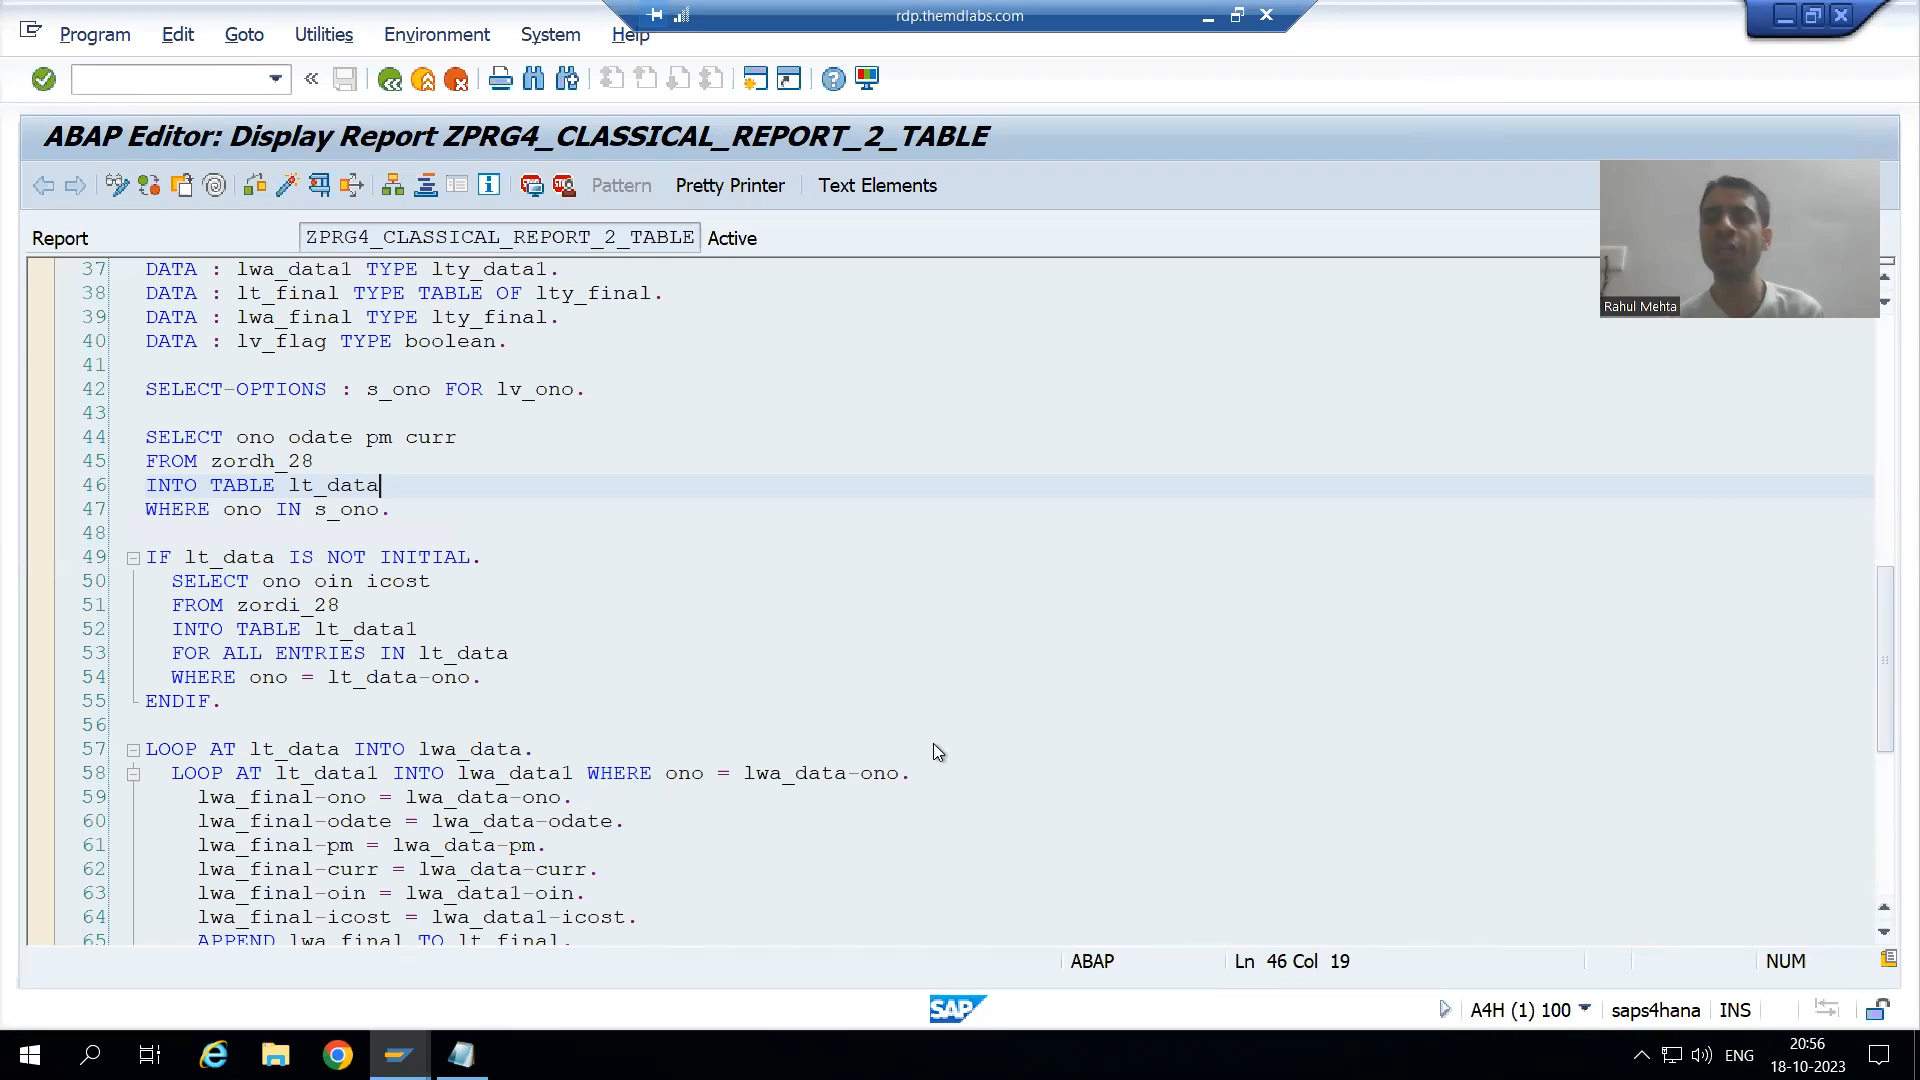 rdp.themdlabs.com
Program Edit Goto Utilities Environment System Help
ABAP Editor: Display Report ZPRG4_CLASSICAL_REPORT_2_TABLE
Pattern Pretty Printer Text Elements
Report ZPRG4_CLASSICAL_REPORT_2_TABLE Active
Rahul Mehta
37 DATA : lwa_data1 TYPE lty_data1.
38 DATA : lt_final TYPE TABLE OF lty_final.
39 DATA : lwa_final TYPE lty_final.
40 DATA : lv_flag TYPE boolean.
41
42 SELECT-OPTIONS : s_ono FOR lv_ono.
43
44 SELECT ono odate pm curr
45 FROM zordh_28
46 INTO TABLE lt_data
47 WHERE ono IN s_ono.
48
49 IF lt_data IS NOT INITIAL.
50 SELECT ono oin icost
51 FROM zordi_28
52 INTO TABLE lt_data1
53 FOR ALL ENTRIES IN lt_data
54 WHERE ono = lt_data-ono.
55 ENDIF.
56
57 LOOP AT lt_data INTO lwa_data.
58 LOOP AT lt_data1 INTO lwa_data1 WHERE ono = lwa_data-ono.
59 lwa_final-ono = lwa_data-ono.
60 lwa_final-odate = lwa_data-odate.
61 lwa_final-pm = lwa_data-pm.
62 lwa_final-curr = lwa_data-curr.
63 lwa_final-oin = lwa_data1-oin.
64 lwa_final-icost = lwa_data1-icost.
65 APPEND lwa_final TO lt_final.
ABAP Ln 46 Col 19 NUM
SAP A4H (1) 100 saps4hana INS
ENG 20:56
18-10-2023